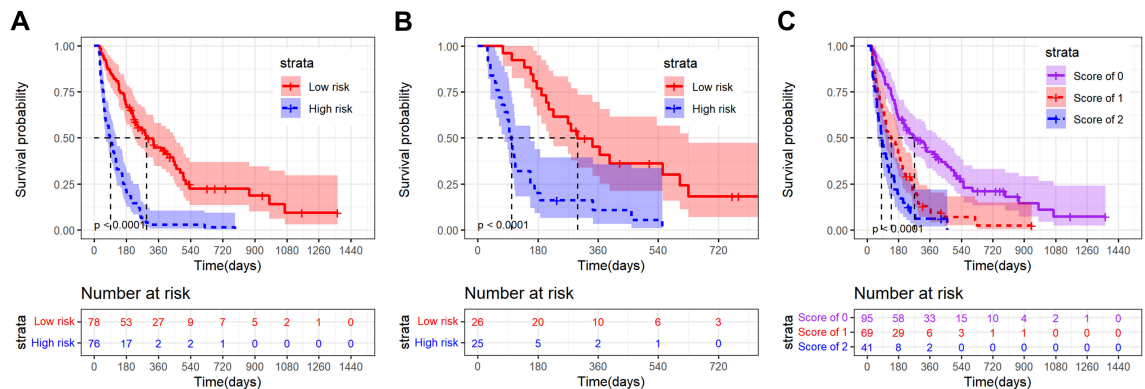 A
strata
Low risk
High risk
Survival probability
1.00
0.75
0.50
0.25
0.00
p < 0.0001
0 180 360 540 720 900 1080 1260 1440
Time(days)
Number at risk
strata
Low risk 78 53 27 9 7 5 2 1 0
High risk 76 17 2 2 1 0 0 0 0
0 180 360 540 720 900 1080 1260 1440
Time(days)
B
strata
Low risk
High risk
Survival probability
1.00
0.75
0.50
0.25
0.00
p < 0.0001
0 180 360 540 720
Time(days)
Number at risk
strata
Low risk 26 20 10 6 3
High risk 25 5 2 1 0
0 180 360 540 720
Time(days)
C
strata
Score of 0
Score of 1
Score of 2
Survival probability
1.00
0.75
0.50
0.25
0.00
p < 0.0001
0 180 360 540 720 900 1080 1260 1440
Time(days)
Number at risk
strata
Score of 0 95 58 33 15 10 4 2 1 0
Score of 1 69 29 6 3 1 1 0 0 0
Score of 2 41 8 2 0 0 0 0 0 0
0 180 360 540 720 900 1080 1260 1440
Time(days)